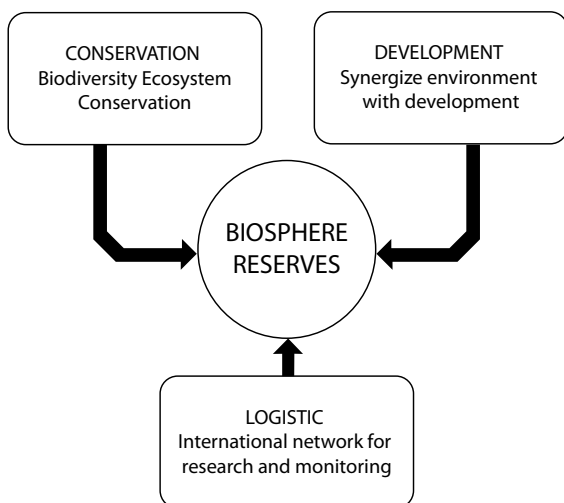 CONSERVATION
Biodiversity Ecosystem
Conservation
DEVELOPMENT
Synergize environment
with development
BIOSPHERE
RESERVES
LOGISTIC
International network for
research and monitoring